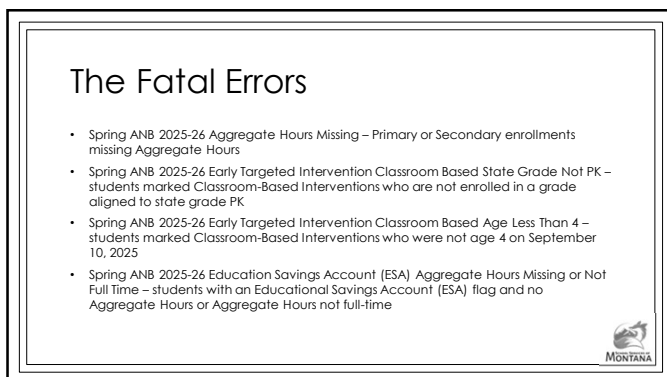 The Fatal Errors
• Spring ANB 2025-26 Aggregate Hours Missing – Primary or Secondary enrollments
missing Aggregate Hours
• Spring ANB 2025-26 Early Targeted Intervention Classroom Based State Grade Not PK –
students marked Classroom-Based Interventions who are not enrolled in a grade
aligned to state grade PK
• Spring ANB 2025-26 Early Targeted Intervention Classroom Based Age Less Than 4 –
students marked Classroom-Based Interventions who were not age 4 on September
10, 2025
• Spring ANB 2025-26 Education Savings Account (ESA) Aggregate Hours Missing or Not
Full Time – students with an Educational Savings Account (ESA) flag and no
Aggregate Hours or Aggregate Hours not full-time
MONTANA